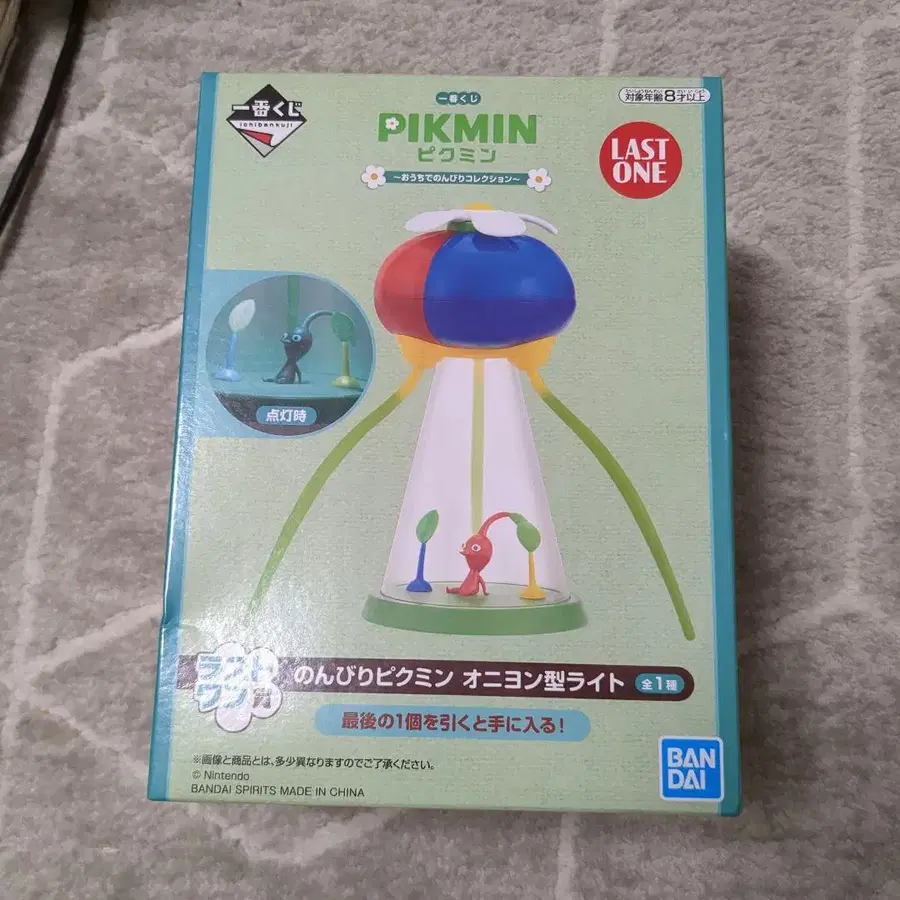 一番くじ
ichibankuji
一番くじ
PIKMIN
ピクミン
～おうちでのんびりコレクション～
対象年齢8才以上
LAST
ONE
点灯時
ラスト
ワン賞
のんびりピクミン オニヨン型ライト 全1種
最後の1個を引くと手に入る!
※画像と商品とは、多少異なりますのでご了承ください。
© Nintendo
BANDAI SPIRITS MADE IN CHINA
BAN
DAI